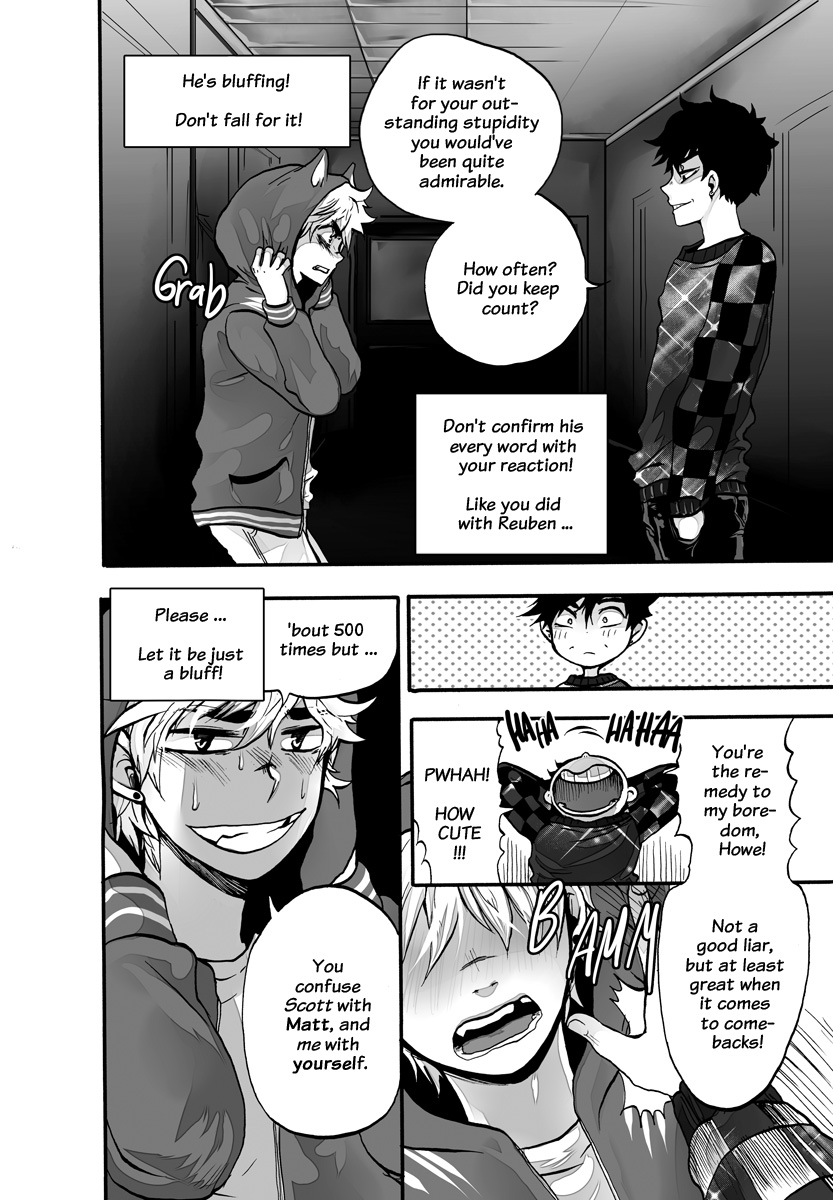 He's bluffing!
Don't fall for it!
If it wasn't
for your out-
standing stupidity
you would've
been quite
admirable.
How often?
Did you keep
count?
Grab
Don't confirm his
every word with
your reaction!
Like you did
with Reuben ...
Please ...
Let it be just
a bluff!
'bout 500
times but ...
You
confuse
Scott with
Matt, and
me with
yourself.
HAHA
HAHAAA
PWHAH!
HOW
CUTE
!!!
You're
the re-
medy to
my bore-
dom,
Howe!
BAMM
Not a
good liar,
but at least
great when
it comes
to come-
backs!